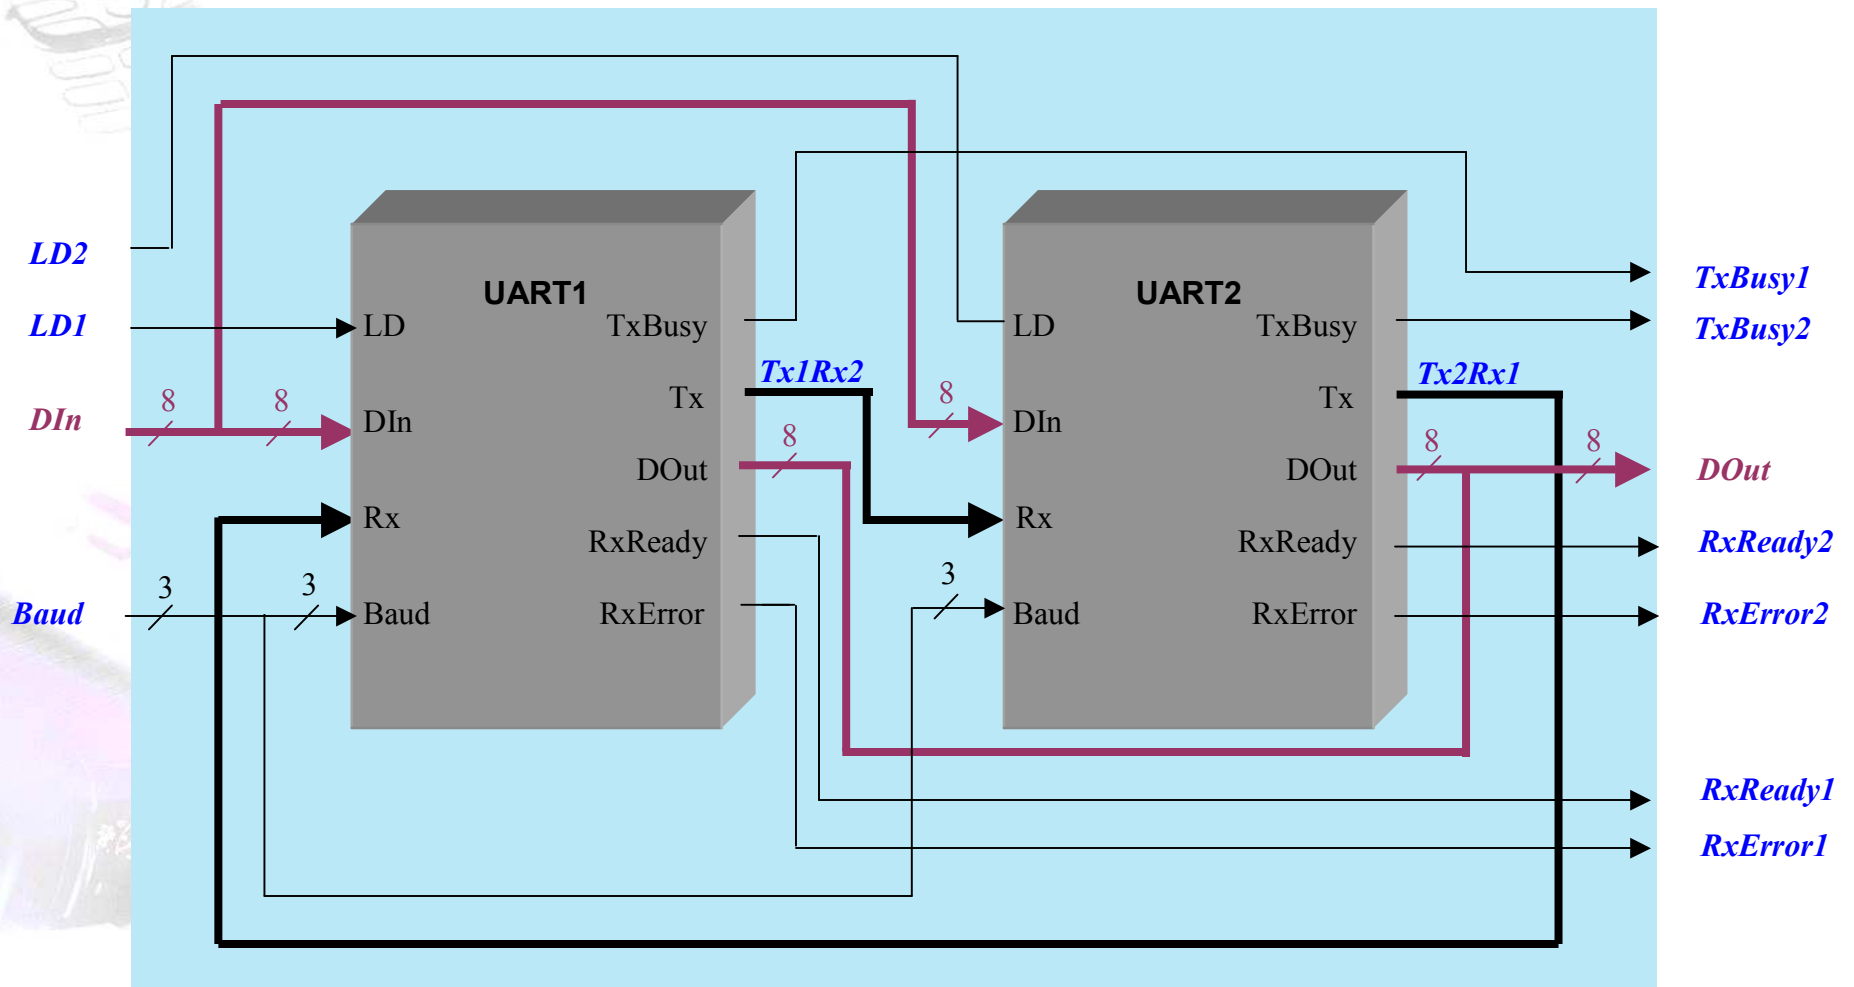 LD2
LD1
DIn
Baud
8
8
3
3
UART1
LD
DIn
Rx
Baud
TxBusy
Tx
DOut
RxReady
RxError
Tx1Rx2
8
8
3
UART2
LD
DIn
Rx
Baud
TxBusy
Tx
DOut
RxReady
RxError
Tx2Rx1
8
8
TxBusy1
TxBusy2
DOut
RxReady2
RxError2
RxReady1
RxError1